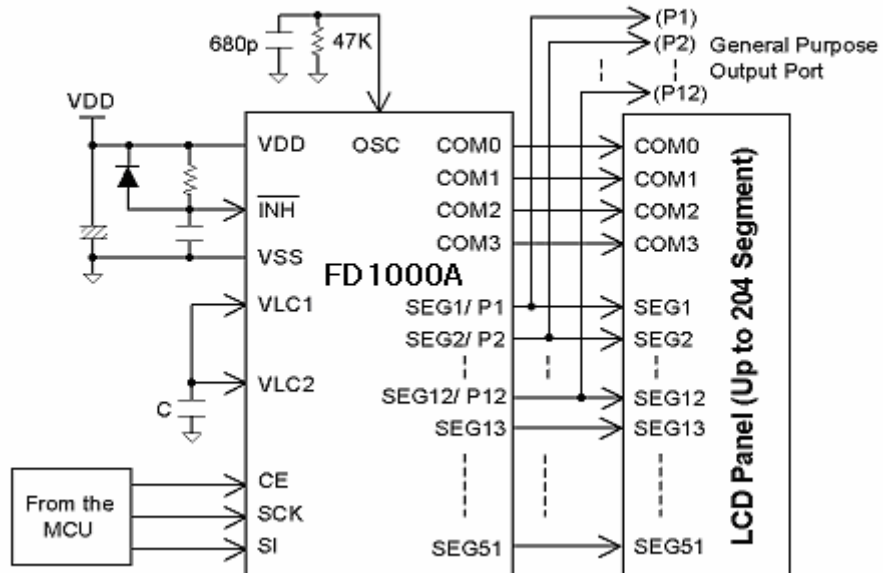 680p
47K
(P1)
(P2)
General Purpose
Output Port
(P12)
VDD
VDD
OSC
COM0
COM0
COM1
COM1
INH
COM2
COM2
COM3
COM3
VSS
FD1000A
VLC1
SEG1/ P1
SEG1
SEG2/ P2
SEG2
VLC2
C
SEG12/ P12
SEG12
SEG13
SEG13
CE
From the
MCU
SCK
SI
SEG51
SEG51
LCD Panel (Up to 204 Segment)